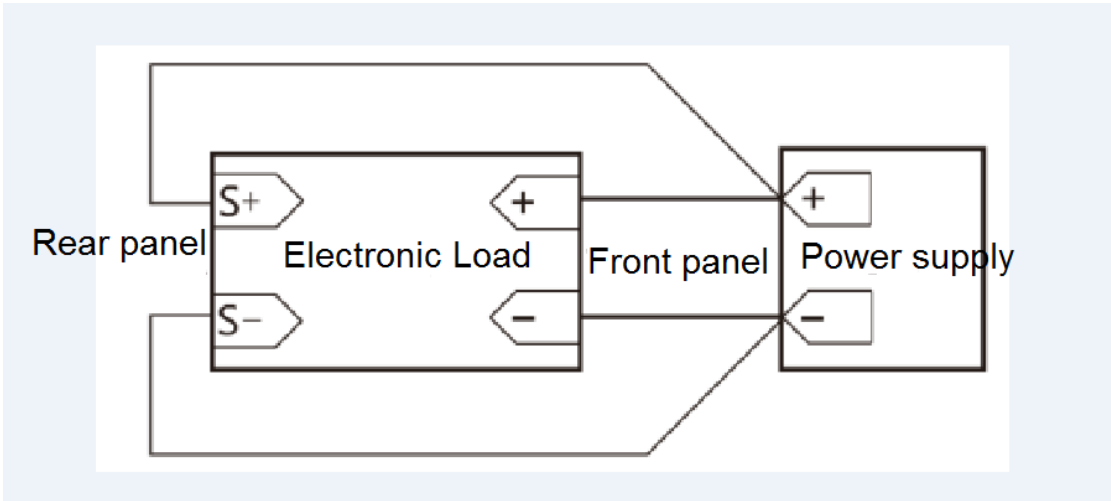 S+
+
+
Rear panel
Electronic Load
Front panel
Power supply
S−
−
−